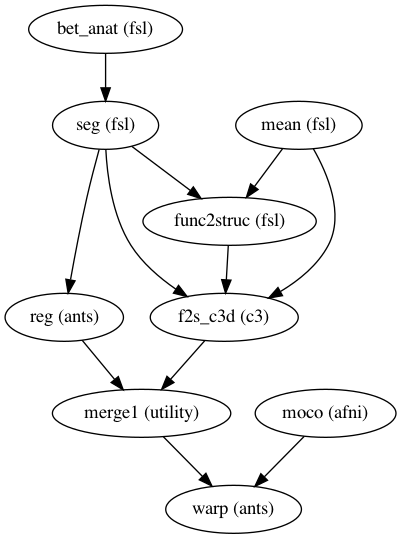 bet_anat (fsl)
seg (fsl)
mean (fsl)
func2struc (fsl)
reg (ants)
f2s_c3d (c3)
merge1 (utility)
moco (afni)
warp (ants)